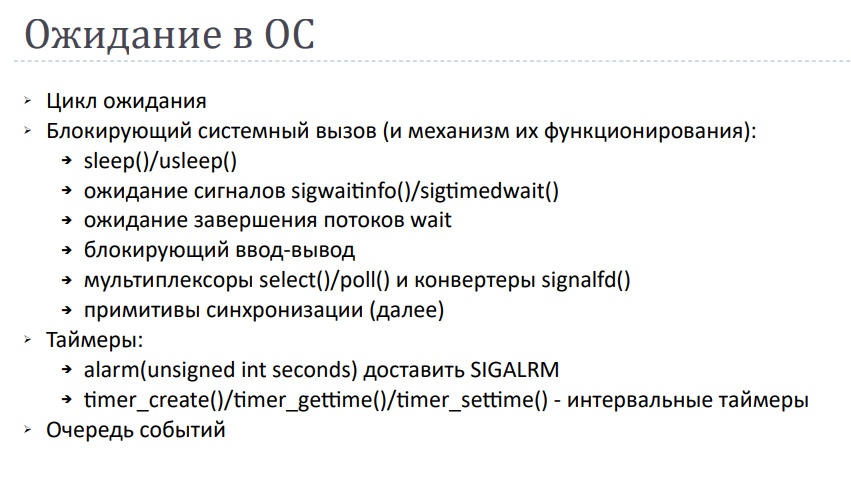 Ожидание в ОС
Цикл ожидания
Блокирующий системный вызов (и механизм их функционирования):
sleep()/usleep()
ожидание сигналов sigwaitinfo()/sigtimedwait()
ожидание завершения потоков wait
блокирующий ввод-вывод
мультиплексоры select()/poll() и конвертеры signalfd()
примитивы синхронизации (далее)
Таймеры:
alarm(unsigned int seconds) доставить SIGALRM
timer_create()/timer_gettime()/timer_settime() - интервальные таймеры
Очередь событий